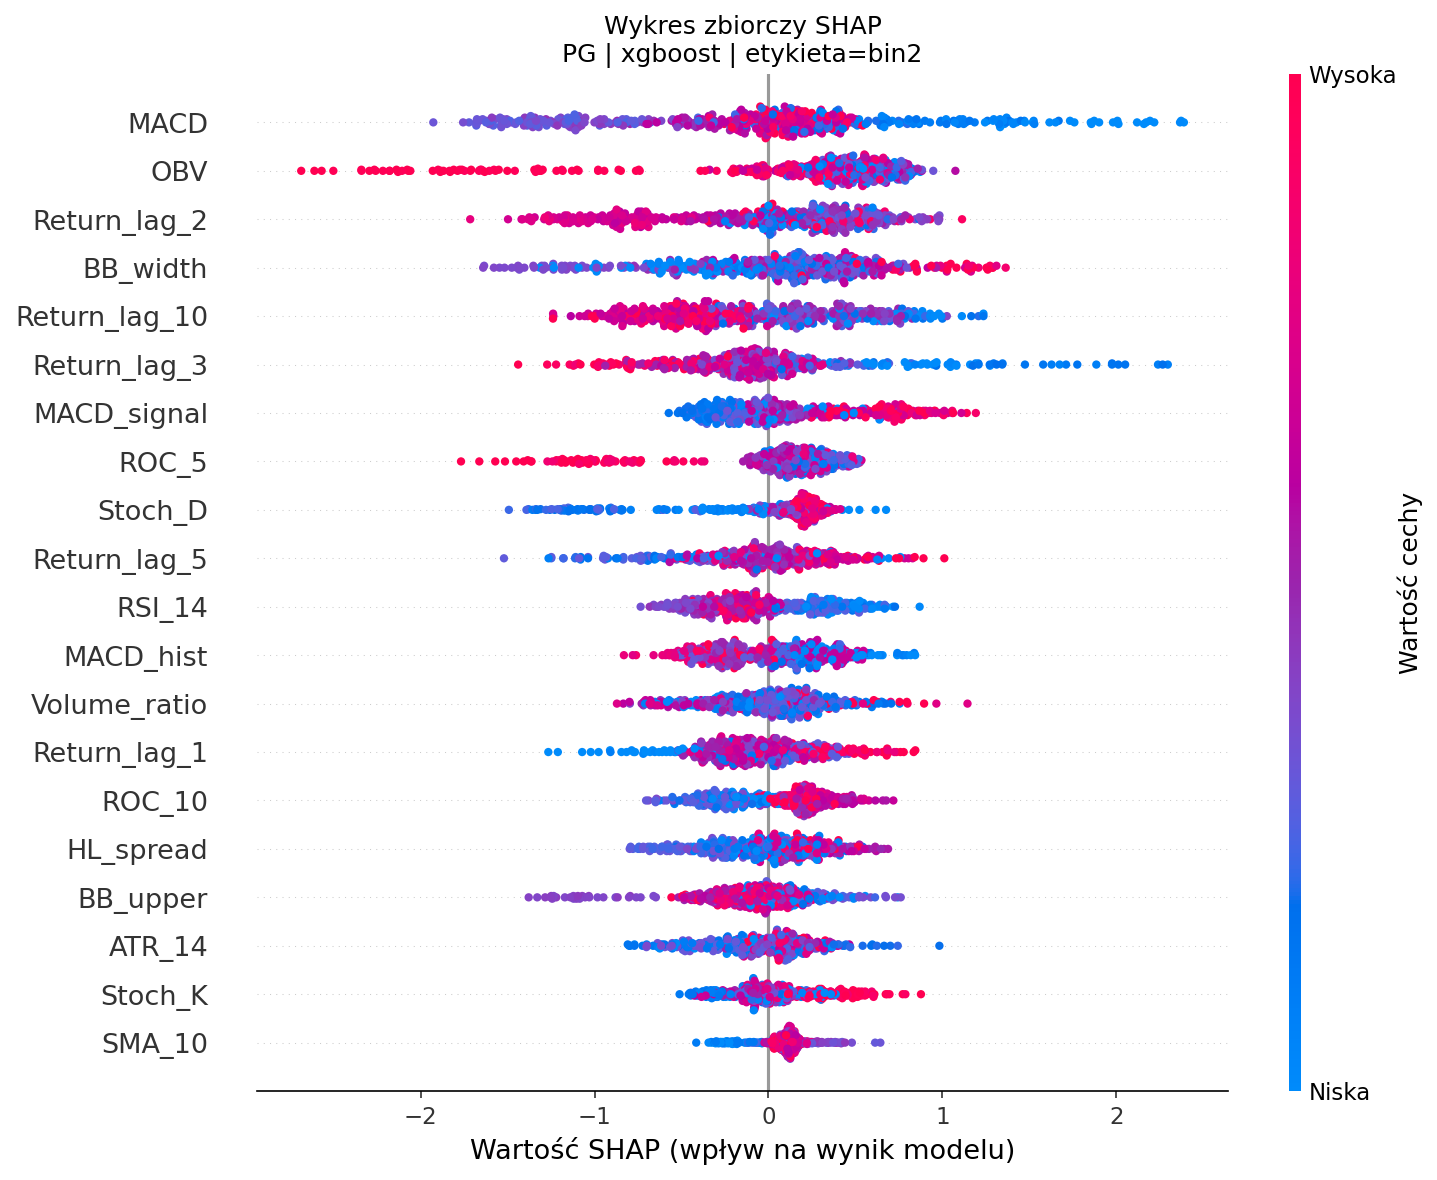 Wykres zbiorczy SHAP
PG | xgboost | etykieta=bin2
Wysoka
MACD
OBV
Return_lag_2
BB_width
Return_lag_10
Return_lag_3
MACD_signal
ROC_5
Stoch_D
Return_lag_5
RSI_14
MACD_hist
Volume_ratio
Return_lag_1
ROC_10
HL_spread
BB_upper
ATR_14
Stoch_K
SMA_10
Wartość cechy
Niska
−2 −1 0 1 2
Wartość SHAP (wpływ na wynik modelu)